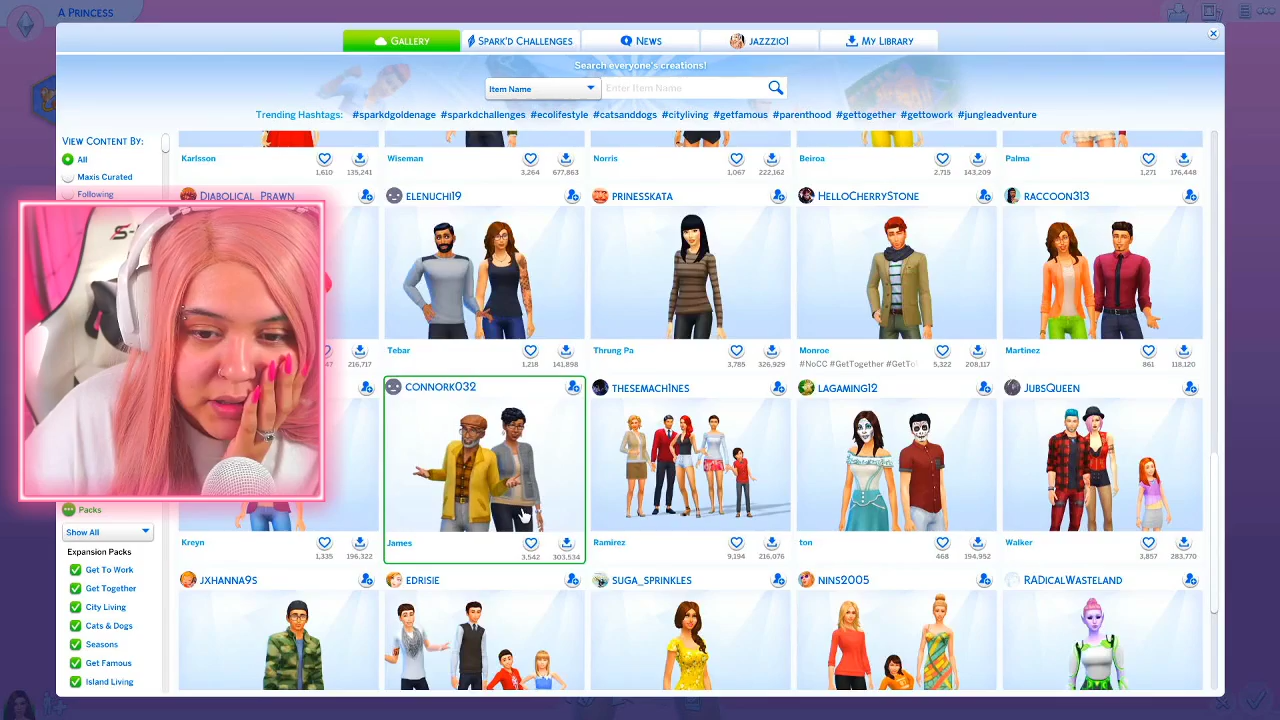 A Princess
Gallery
Spark'd Challenges
News
jazzzio1
My Library
Search everyone's creations!
Item Name
Enter Item Name
Trending Hashtags: #sparkdgoldenage #sparkdchallenges #ecolifestyle #catsanddogs #cityliving #getfamous #parenthood #gettogether #gettowork #jungleadventure
View Content By:
All
Maxis Curated
Following
Karlsson
1,610 135,241
Wiseman
3,264 677,863
Norris
1,067 222,162
Beiroa
2,715 143,209
Palma
1,271 176,448
Diabolical_Prawn
elenuchi19
prinesskata
HelloCherryStone
raccoon313
216,717
Tebar
1,218 141,898
Thrung Pa
3,785 326,929
Monroe
#NoCC #GetTogether #GetTo
5,322 208,117
Martinez
861 118,120
connork032
thesemach1nes
lagaming12
JubsQueen
Kreyn
1,335 196,322
James
3,542 303,534
Ramirez
9,194 216,076
ton
468 194,952
Walker
3,857 283,770
Packs
Show All
Expansion Packs
Get To Work
Get Together
City Living
Cats & Dogs
Seasons
Get Famous
Island Living
jxhanna9s
edrisie
suga_sprinkles
nins2005
RADicalWasteland